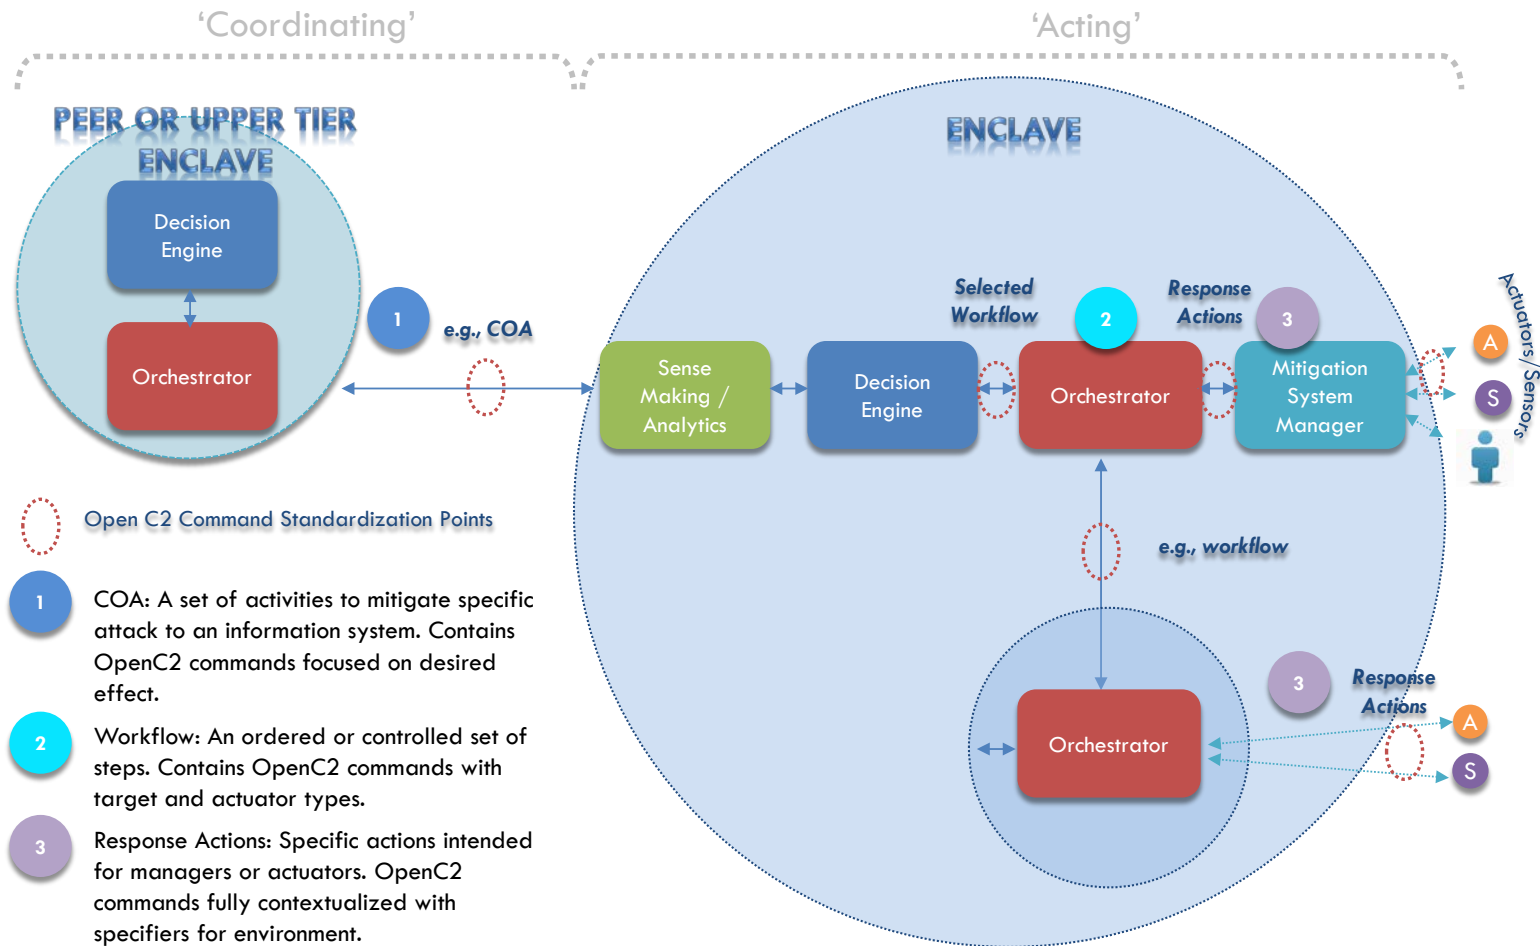 ‘Coordinating’
‘Acting’
PEER OR UPPER TIER
ENCLAVE
Decision
Engine
Orchestrator
1
e.g., COA
ENCLAVE
Sense
Making /
Analytics
Decision
Engine
Selected
Workflow
2
Orchestrator
Response
Actions
3
Mitigation
System
Manager
A
S
Actuators/ Sensors
e.g., workflow
Orchestrator
3
Response
Actions
A
S
Open C2 Command Standardization Points
1
COA: A set of activities to mitigate specific
attack to an information system. Contains
OpenC2 commands focused on desired
effect.
2
Workflow: An ordered or controlled set of
steps. Contains OpenC2 commands with
target and actuator types.
3
Response Actions: Specific actions intended
for managers or actuators. OpenC2
commands fully contextualized with
specifiers for environment.